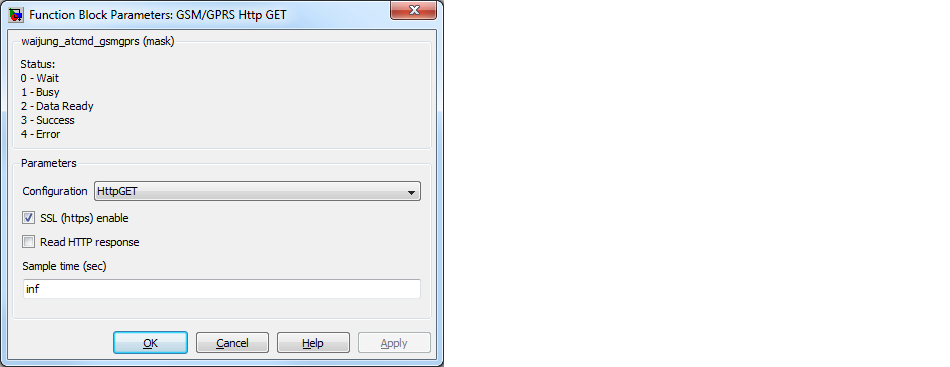 Function Block Parameters: GSM/GPRS Http GET
waijung_atcmd_gsmgprs (mask)
Status:
0 - Wait
1 - Busy
2 - Data Ready
3 - Success
4 - Error
Parameters
Configuration HttpGET
SSL (https) enable
Read HTTP response
Sample time (sec)
inf
OK Cancel Help Apply